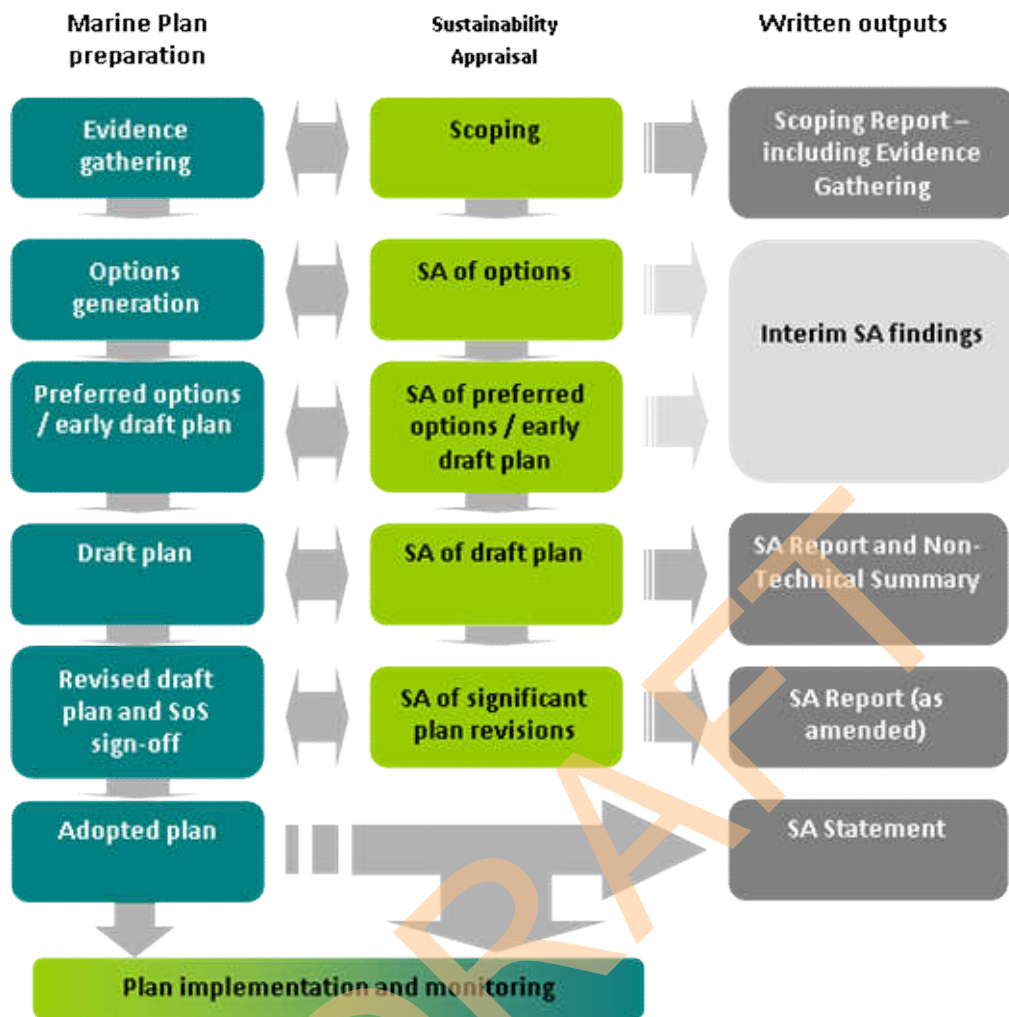 Marine Plan
preparation
Sustainability
Appraisal
Written outputs
Evidence
gathering
Scoping
Scoping Report –
including Evidence
Gathering
Options
generation
SA of options
Interim SA findings
Preferred options
/ early draft plan
SA of preferred
options / early
draft plan
Draft plan
SA of draft plan
SA Report and Non-
Technical Summary
Revised draft
plan and SoS
sign-off
SA of significant
plan revisions
SA Report (as
amended)
Adopted plan
SA Statement
Plan implementation and monitoring
DRAFT